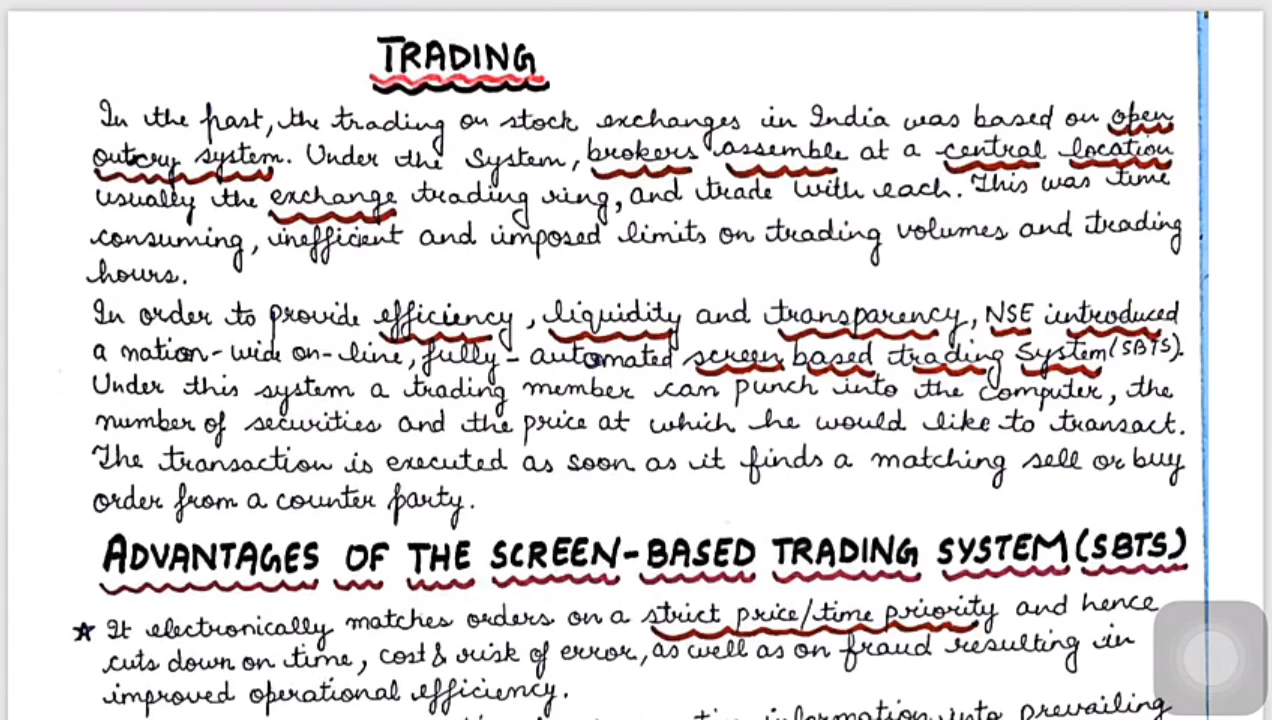 TRADING
In the past, the trading on stock exchanges in India was based on open
outcry system. Under the System, brokers assemble at a central location
usually the exchange trading ring, and trade with each. This was time
consuming, inefficient and imposed limits on trading volumes and trading
hours.
In order to provide efficiency, liquidity and transparency, NSE introduced
a nation-wide on-line, fully-automated screen based trading System (SBTS).
Under this system a trading member can punch into the computer, the
number of securities and the price at which he would like to transact.
The transaction is executed as soon as it finds a matching sell or buy
order from a counter party.
ADVANTAGES OF THE SCREEN-BASED TRADING SYSTEM (SBTS)
★ It electronically matches orders on a strict price/time priority and hence
cuts down on time, cost & risk of error, as well as on fraud resulting in
improved operational efficiency.
information into prevailing